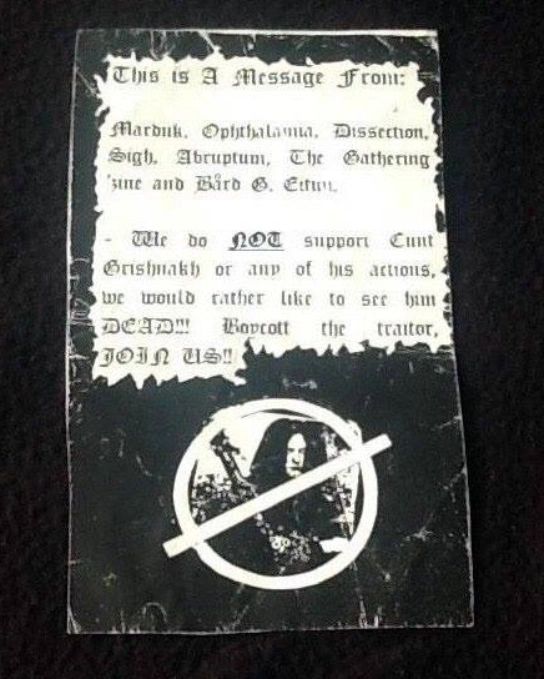 This is A Message From:
Marduk, Ophthalamia, Dissection,
Sigh, Abruptum, The Gathering
'zine and Bård G. Eithun.
- We do NOT support Cunt
Grishnakh or any of his actions,
we would rather like to see him
DEAD!!! Boycott the traitor,
JOIN US!!